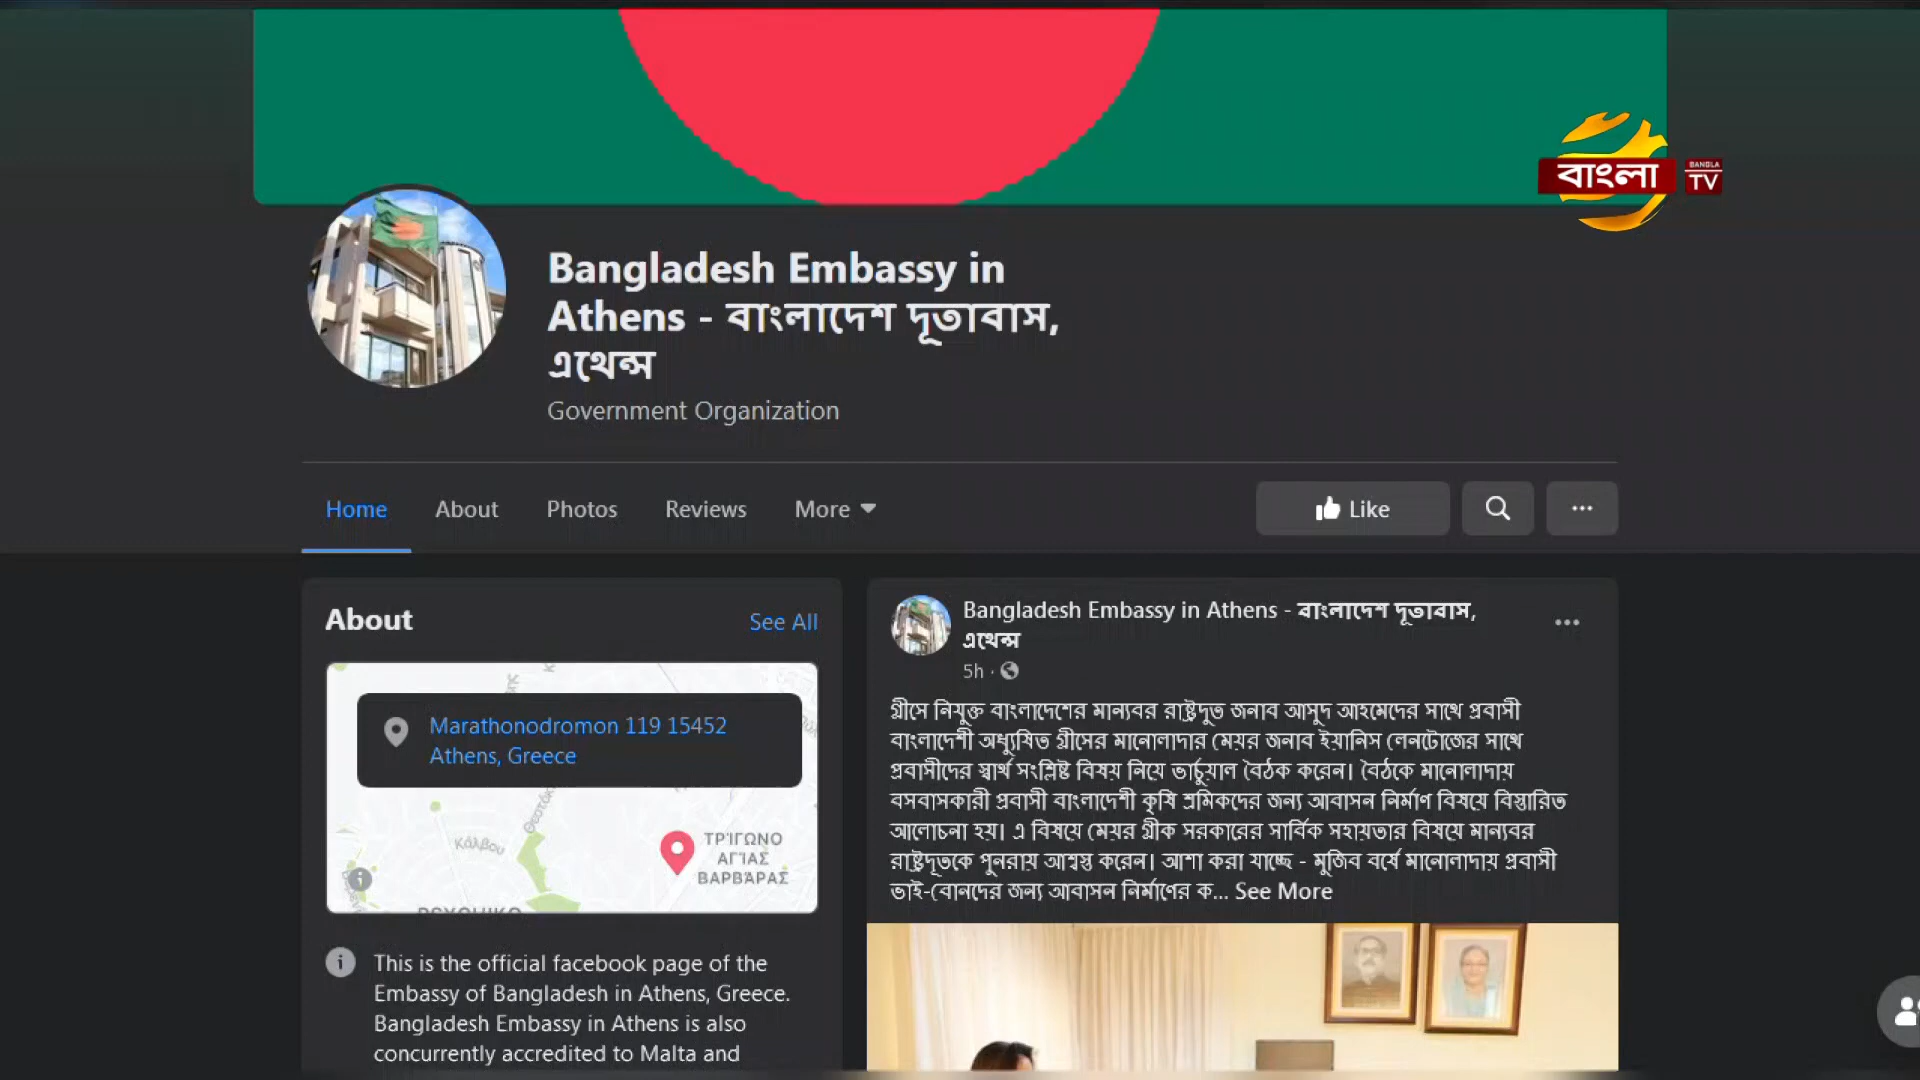 বাংলা
BANGLA
TV
Bangladesh Embassy in
Athens - বাংলাদেশ দূতাবাস,
এথেন্স
Government Organization
Home
About
Photos
Reviews
More
Like
About
See All
Marathonodromon 119 15452
Athens, Greece
Κάλβου
ΤΡΊΓΩΝΟ
ΑΓΊΑΣ
ΒΑΡΒΆΡΑΣ
This is the official facebook page of the
Embassy of Bangladesh in Athens, Greece.
Bangladesh Embassy in Athens is also
concurrently accredited to Malta and
Bangladesh Embassy in Athens - বাংলাদেশ দূতাবাস,
এথেন্স
5h ·
গ্রীসে নিযুক্ত বাংলাদেশের মান্যবর রাষ্ট্রদুত জনাব আসুদ আহমেদের সাথে প্রবাসী
বাংলাদেশী অধ্যুষিত গ্রীসের মানোলাদার মেয়র জনাব ইয়ানিস লেনটোজের সাথে
প্রবাসীদের স্বার্থ সংশ্লিষ্ট বিষয় নিয়ে ভার্চুয়াল বৈঠক করেন। বৈঠকে মানোলাদায়
বসবাসকারী প্রবাসী বাংলাদেশী কৃষি শ্রমিকদের জন্য আবাসন নির্মাণ বিষয়ে বিস্তারিত
আলোচনা হয়। এ বিষয়ে মেয়র গ্রীক সরকারের সার্বিক সহায়তার বিষয়ে মান্যবর
রাষ্ট্রদূতকে পুনরায় আশ্বস্ত করেন। আশা করা যাচ্ছে - মুজিব বর্ষে মানোলাদায় প্রবাসী
ভাই-বোনদের জন্য আবাসন নির্মাণের ক... See More